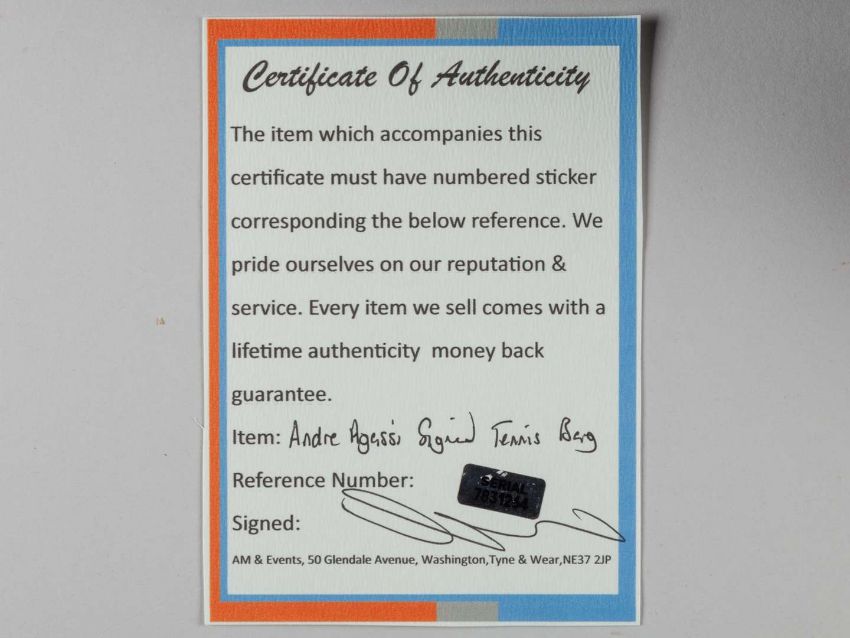 Certificate Of Authenticity
The item which accompanies this
certificate must have numbered sticker
corresponding the below reference. We
pride ourselves on our reputation &
service. Every item we sell comes with a
lifetime authenticity money back
guarantee.
Item: Andre Agassi Signed Tennis Bag
Reference Number:
SERIAL
7831234
Signed:
AM & Events, 50 Glendale Avenue, Washington,Tyne & Wear,NE37 2JP